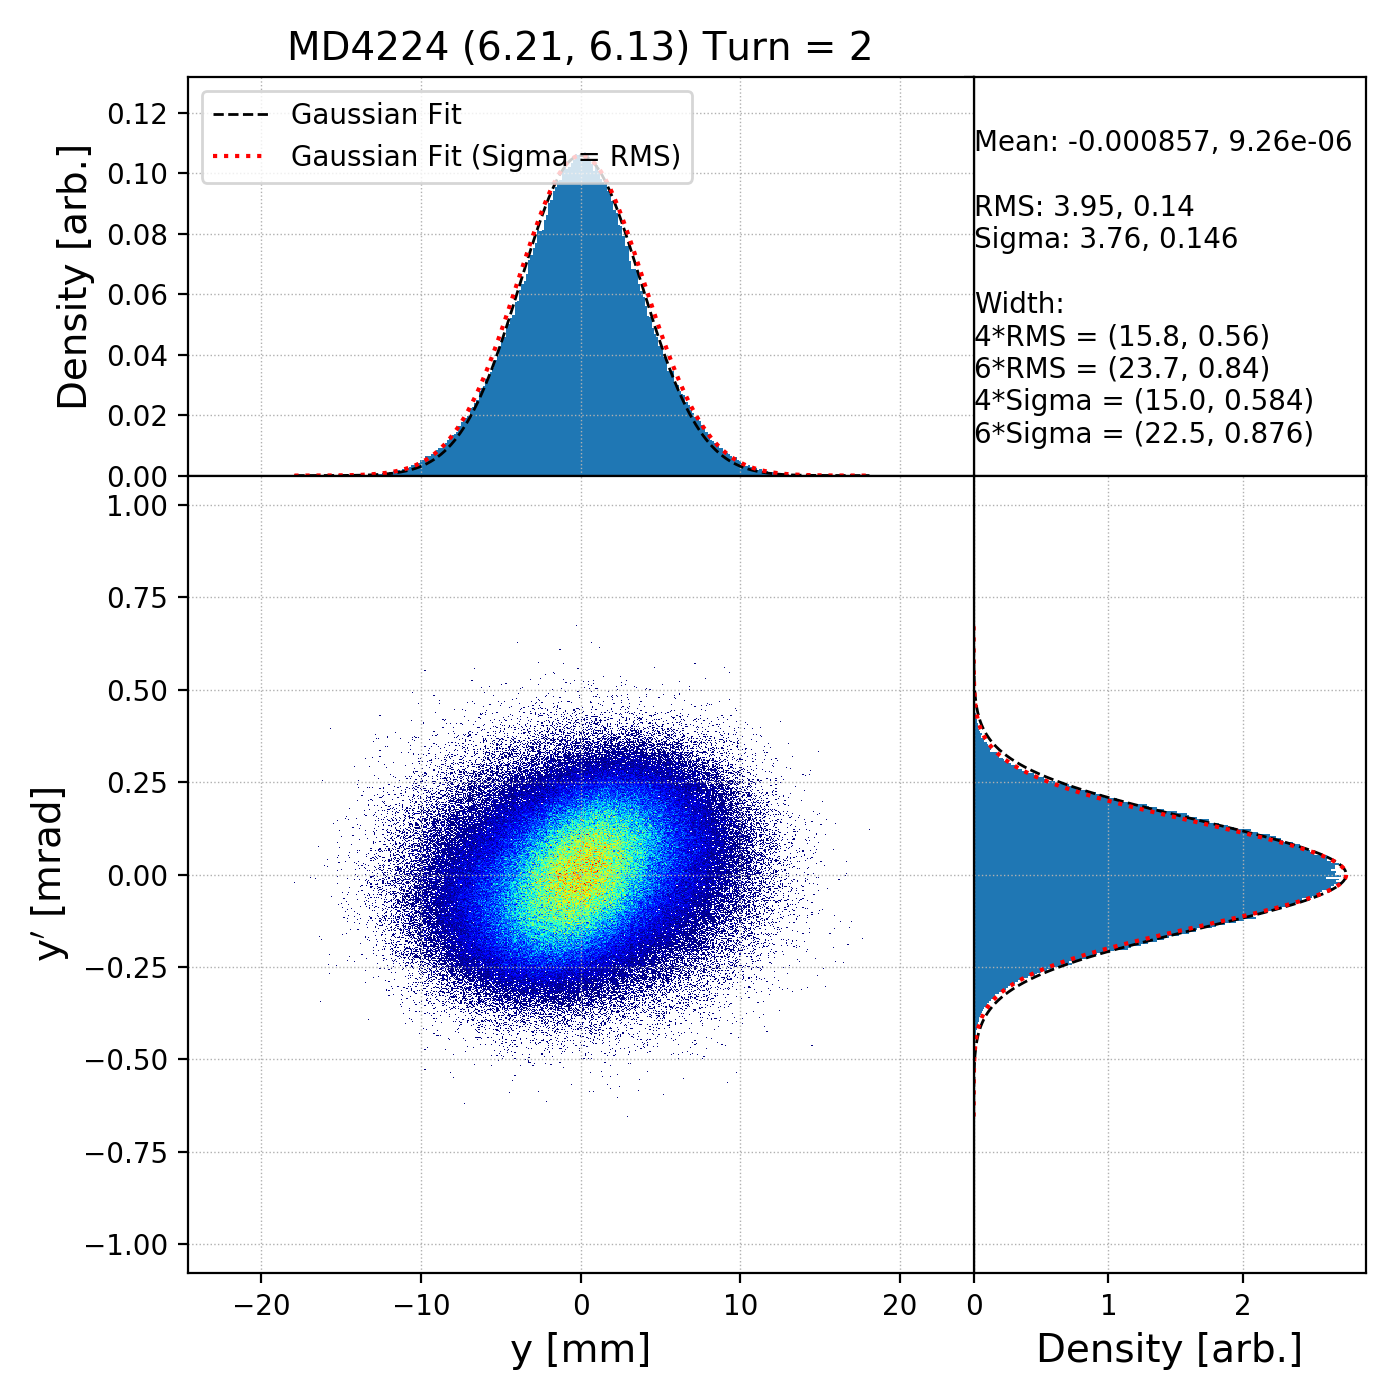 MD4224 (6.21, 6.13) Turn = 2
Gaussian Fit
Gaussian Fit (Sigma = RMS)
Density [arb.]
0.12
0.10
0.08
0.06
0.04
0.02
0.00
Mean: -0.000857, 9.26e-06
RMS: 3.95, 0.14
Sigma: 3.76, 0.146
Width:
4*RMS = (15.8, 0.56)
6*RMS = (23.7, 0.84)
4*Sigma = (15.0, 0.584)
6*Sigma = (22.5, 0.876)
y′ [mrad]
1.00
0.75
0.50
0.25
0.00
−0.25
−0.50
−0.75
−1.00
−20 −10 0 10 20
y [mm]
0 1 2
Density [arb.]